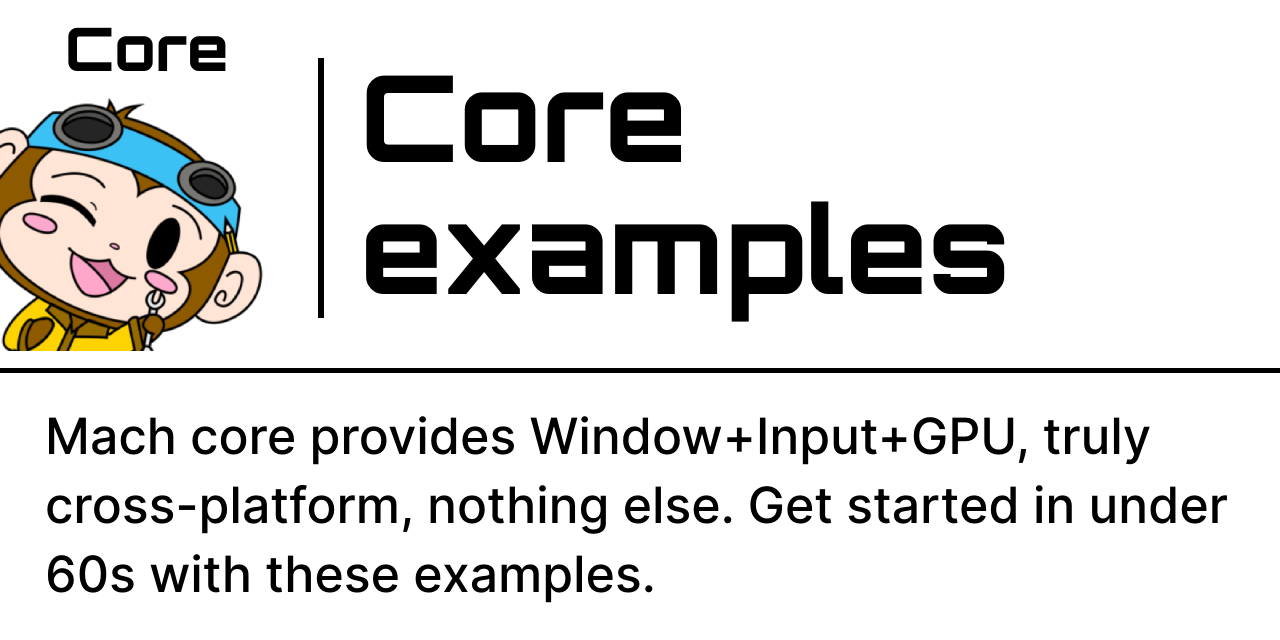 Core
Core
examples
Mach core provides Window+Input+GPU, truly
cross-platform, nothing else. Get started in under
60s with these examples.